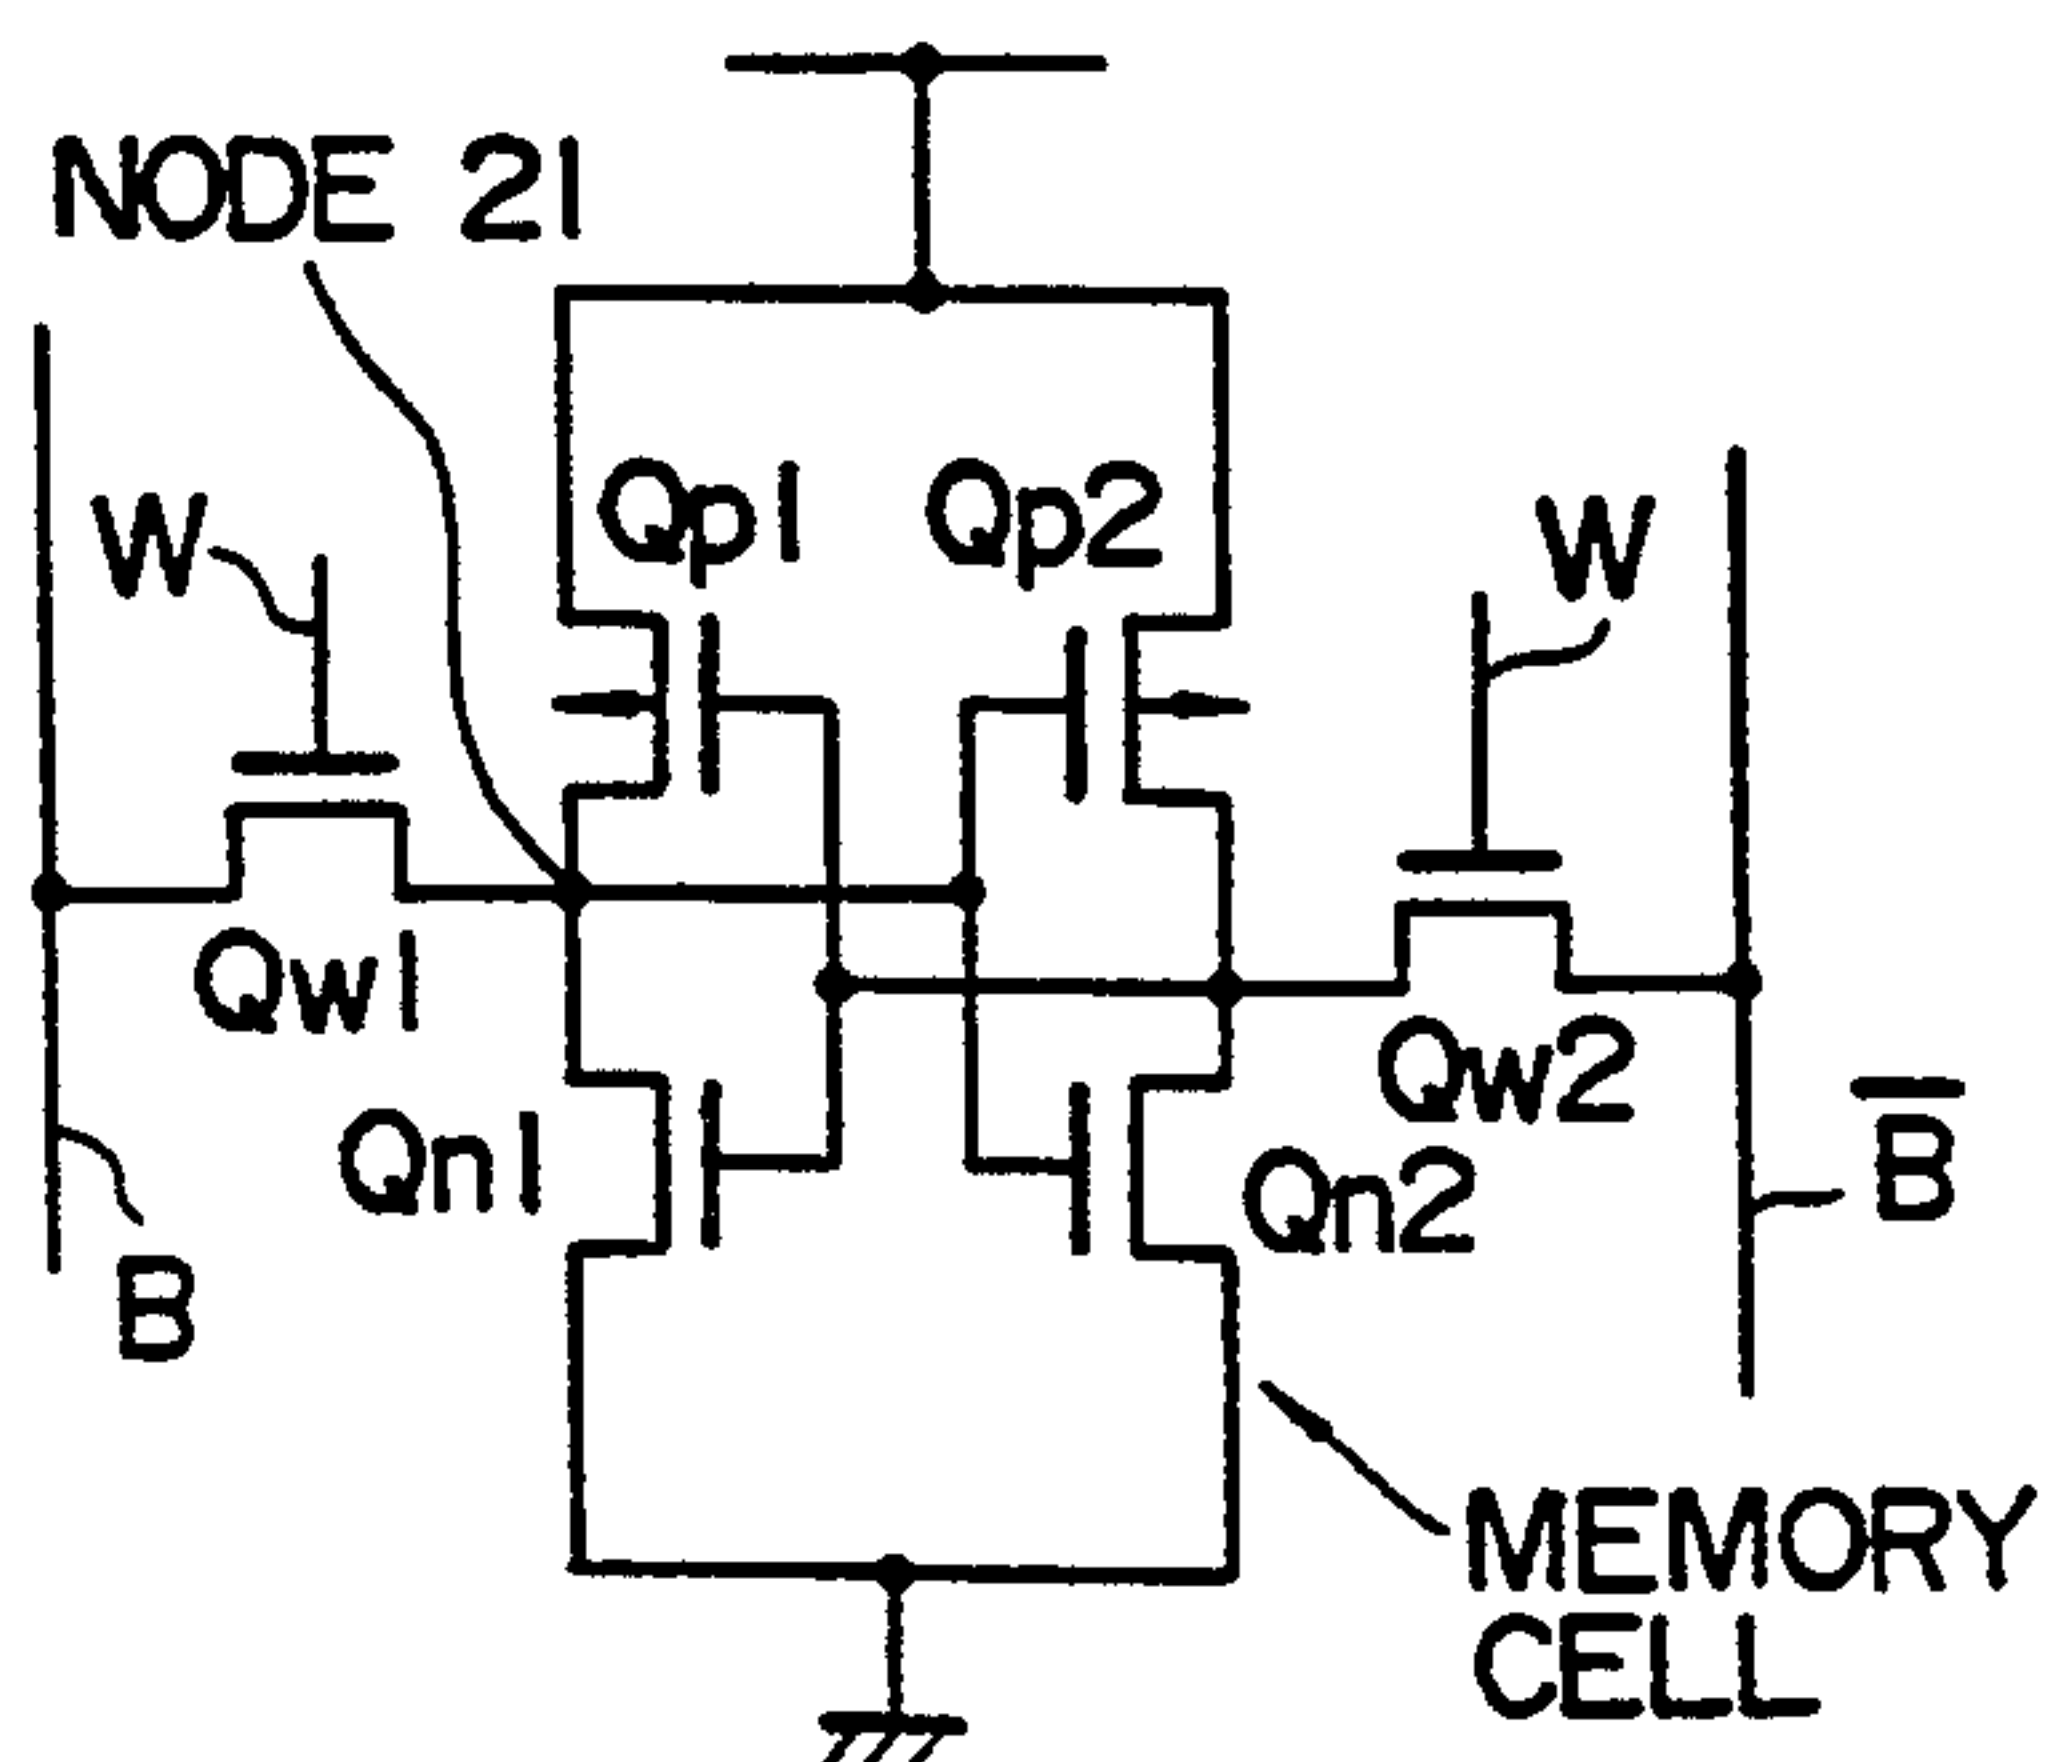 NODE 21
Qp1
Qp2
W
W
Qw1
Qw2
Qn1
Qn2
B
B̅
MEMORY
CELL